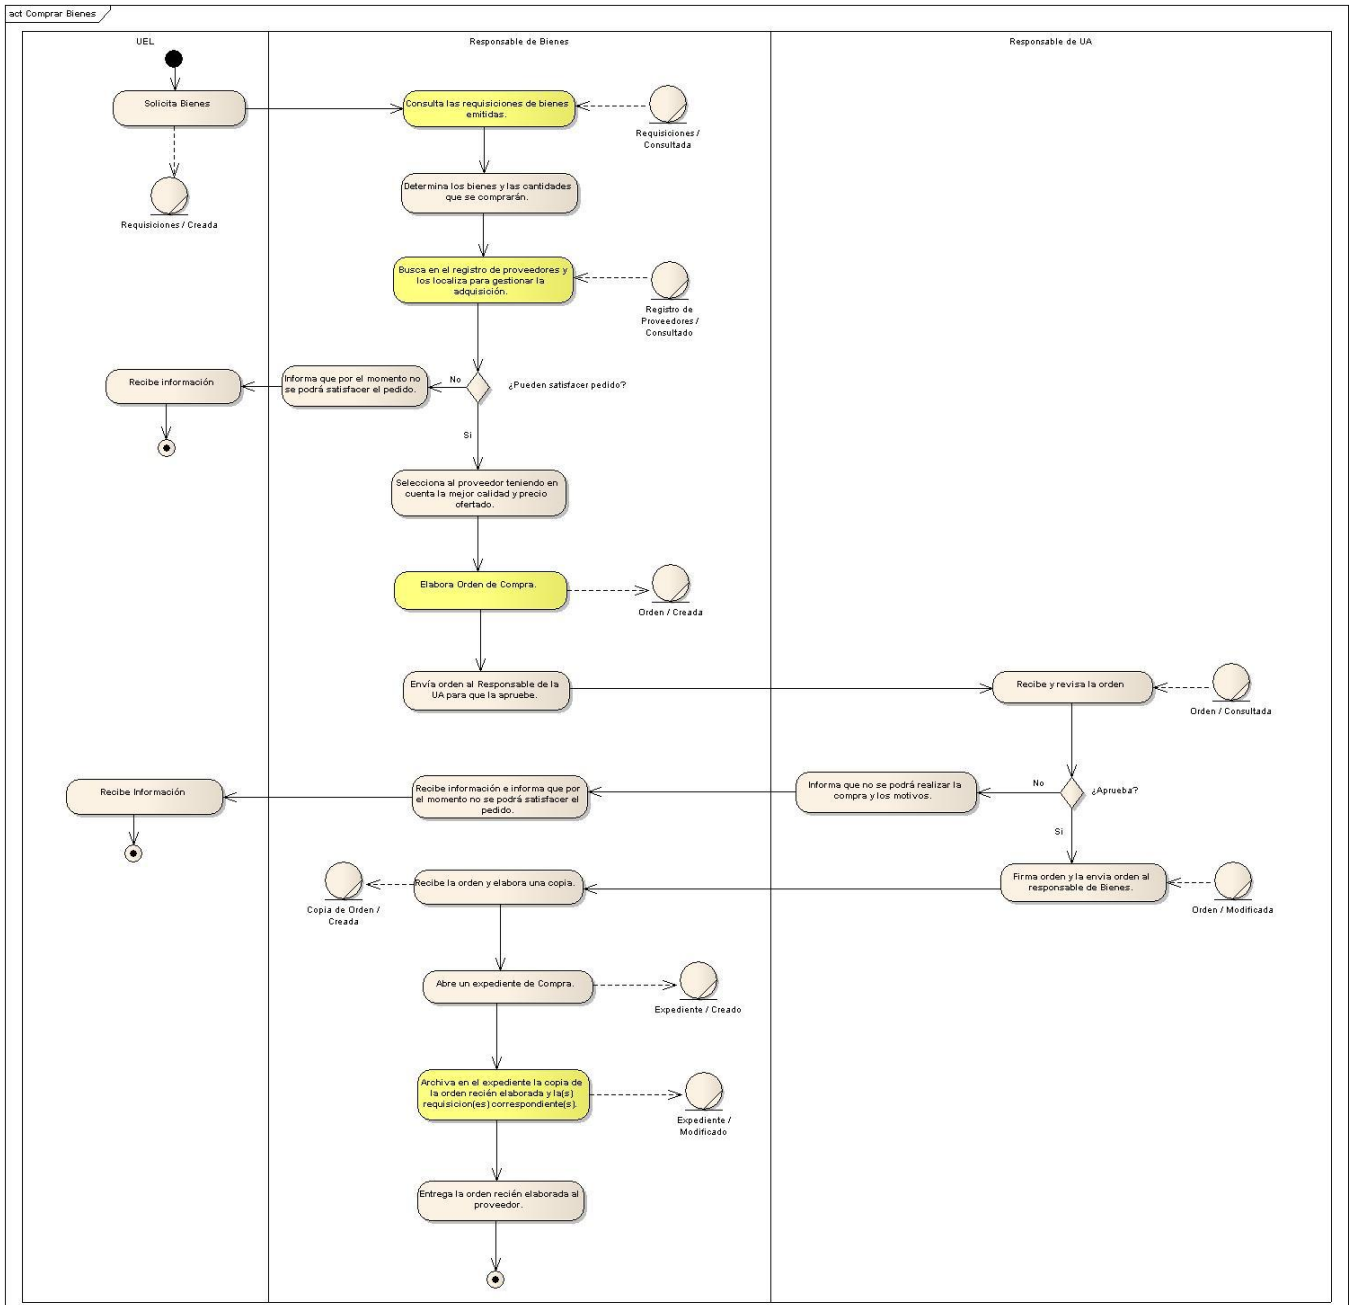 act Comprar Bienes
UEL
Responsable de Bienes
Responsable de UA
Solicita Bienes
Consulta las requisiciones de bienes
emitidas.
Requisiciones /
Consultada
Determina los bienes y las cantidades
que se comprarán.
Requisiciones / Creada
Busca en el registro de proveedores y
los localiza para gestionar la
adquisición.
Registro de
Proveedores /
Consultado
Recibe información
Informa que por el momento no
se podrá satisfacer el pedido.
No
¿Pueden satisfacer pedido?
Si
Selecciona al proveedor teniendo en
cuenta la mejor calidad y precio
ofertado.
Elabora Orden de Compra.
Orden / Creada
Envía orden al Responsable de la
UA para que la apruebe.
Recibe y revisa la orden
Orden / Consultada
Recibe Información
Recibe información e informa que por
el momento no se podrá satisfacer el
pedido.
Informa que no se podrá realizar la
compra y los motivos.
No
¿Aprueba?
Si
Copia de Orden /
Creada
Recibe la orden y elabora una copia.
Firma orden y la envia orden al
responsable de Bienes.
Orden / Modificada
Abre un expediente de Compra.
Expediente / Creado
Archiva en el expediente la copia de
la orden recién elaborada y la(s)
requisicion(es) correspondiente(s).
Expediente /
Modificado
Entrega la orden recién elaborada al
proveedor.